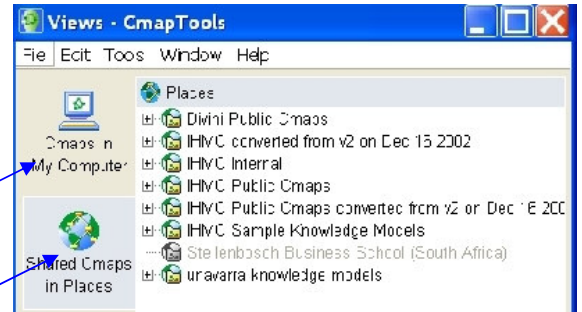 Views - CmapTools
File Edit Tools Window Help
Places
Cmaps in
My Computer
Shared Cmaps
in Places
Divini Public Cmaps
IHMC converted from v2 on Dec 16 2002
IHMC Internal
IHMC Public Cmaps
IHMC Public Cmaps converted from v2 on Dec 16 200
IHMC Sample Knowledge Models
Stellenbosch Business School (South Africa)
unavarra knowledge models